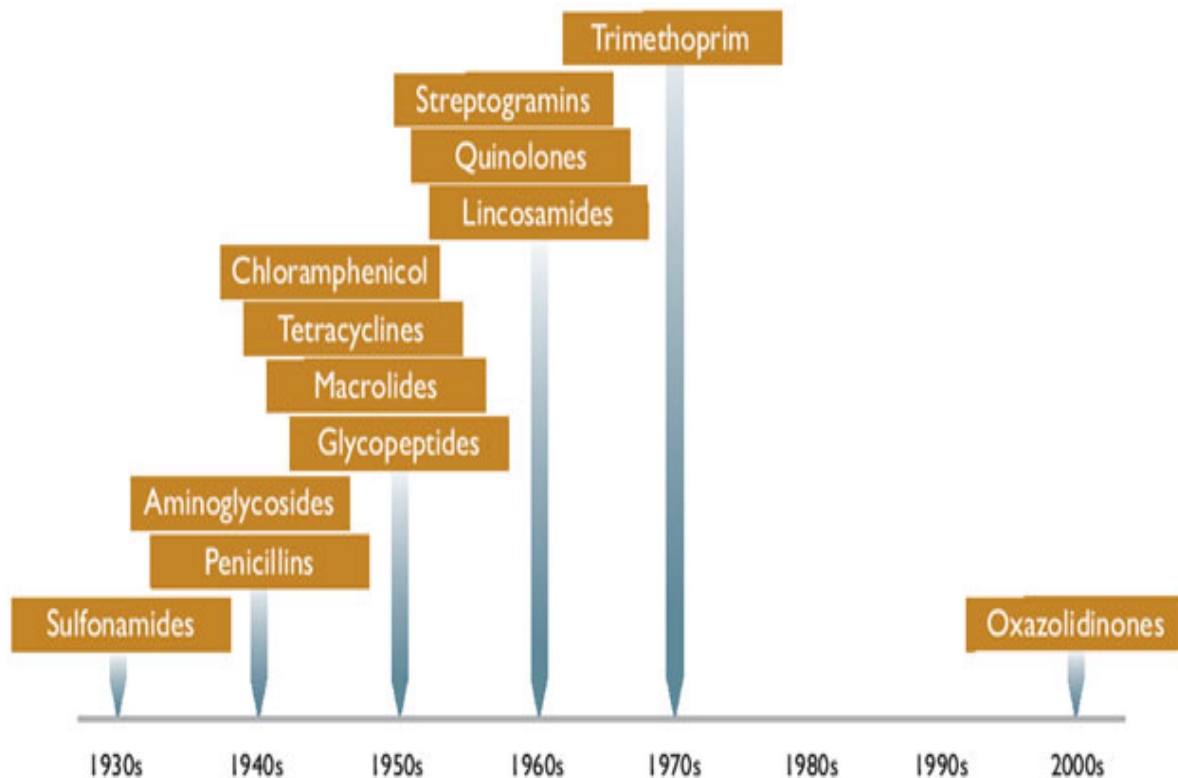 Trimethoprim
Streptogramins
Quinolones
Lincosamides
Chloramphenicol
Tetracyclines
Macrolides
Glycopeptides
Aminoglycosides
Penicillins
Sulfonamides
Oxazolidinones
1930s 1940s 1950s 1960s 1970s 1980s 1990s 2000s